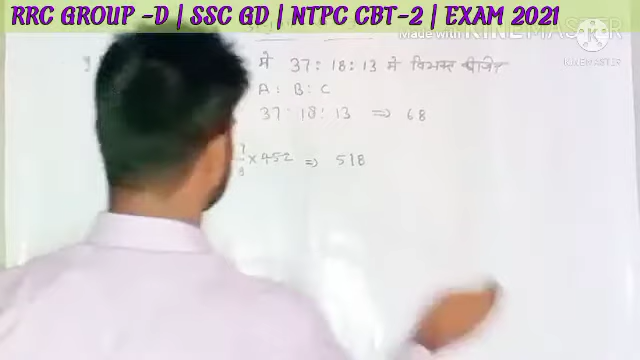 RRC GROUP -D | SSC GD | NTPC CBT-2 | EXAM 2021
Made with KINEMASTER
KINEMASTER
में 37 : 18 : 13 में विभक्त कीजिए
A : B : C
37 : 18 : 13 => 68
× 452 => 518